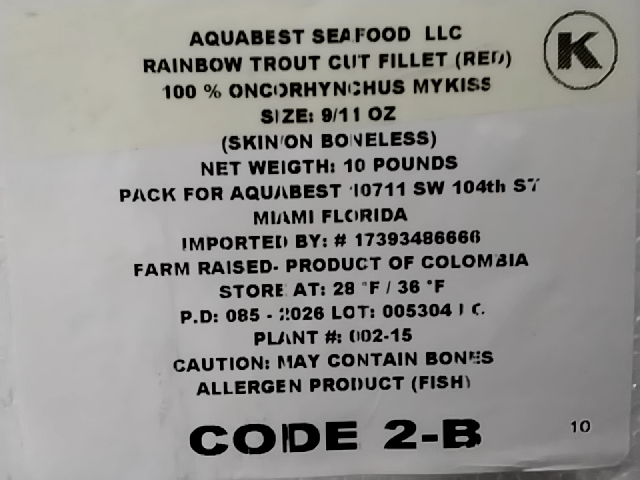 AQUABEST SEAFOOD LLC
RAINBOW TROUT CUT FILLET (RED)
K
100 % ONCORHYNCHUS MYKISS
SIZE: 9/11 OZ
(SKIN ON BONELESS)
NET WEIGTH: 10 POUNDS
PACK FOR AQUABEST 10711 SW 104th ST
MIAMI FLORIDA
IMPORTED BY: # 17393486666
FARM RAISED- PRODUCT OF COLOMBIA
STORE AT: 28 °F / 36 °F
P.D: 085 - 2026 LOT: 005304
PLANT #: 002-15
CAUTION: MAY CONTAIN BONES
ALLERGEN PRODUCT (FISH)
CODE 2-B
10